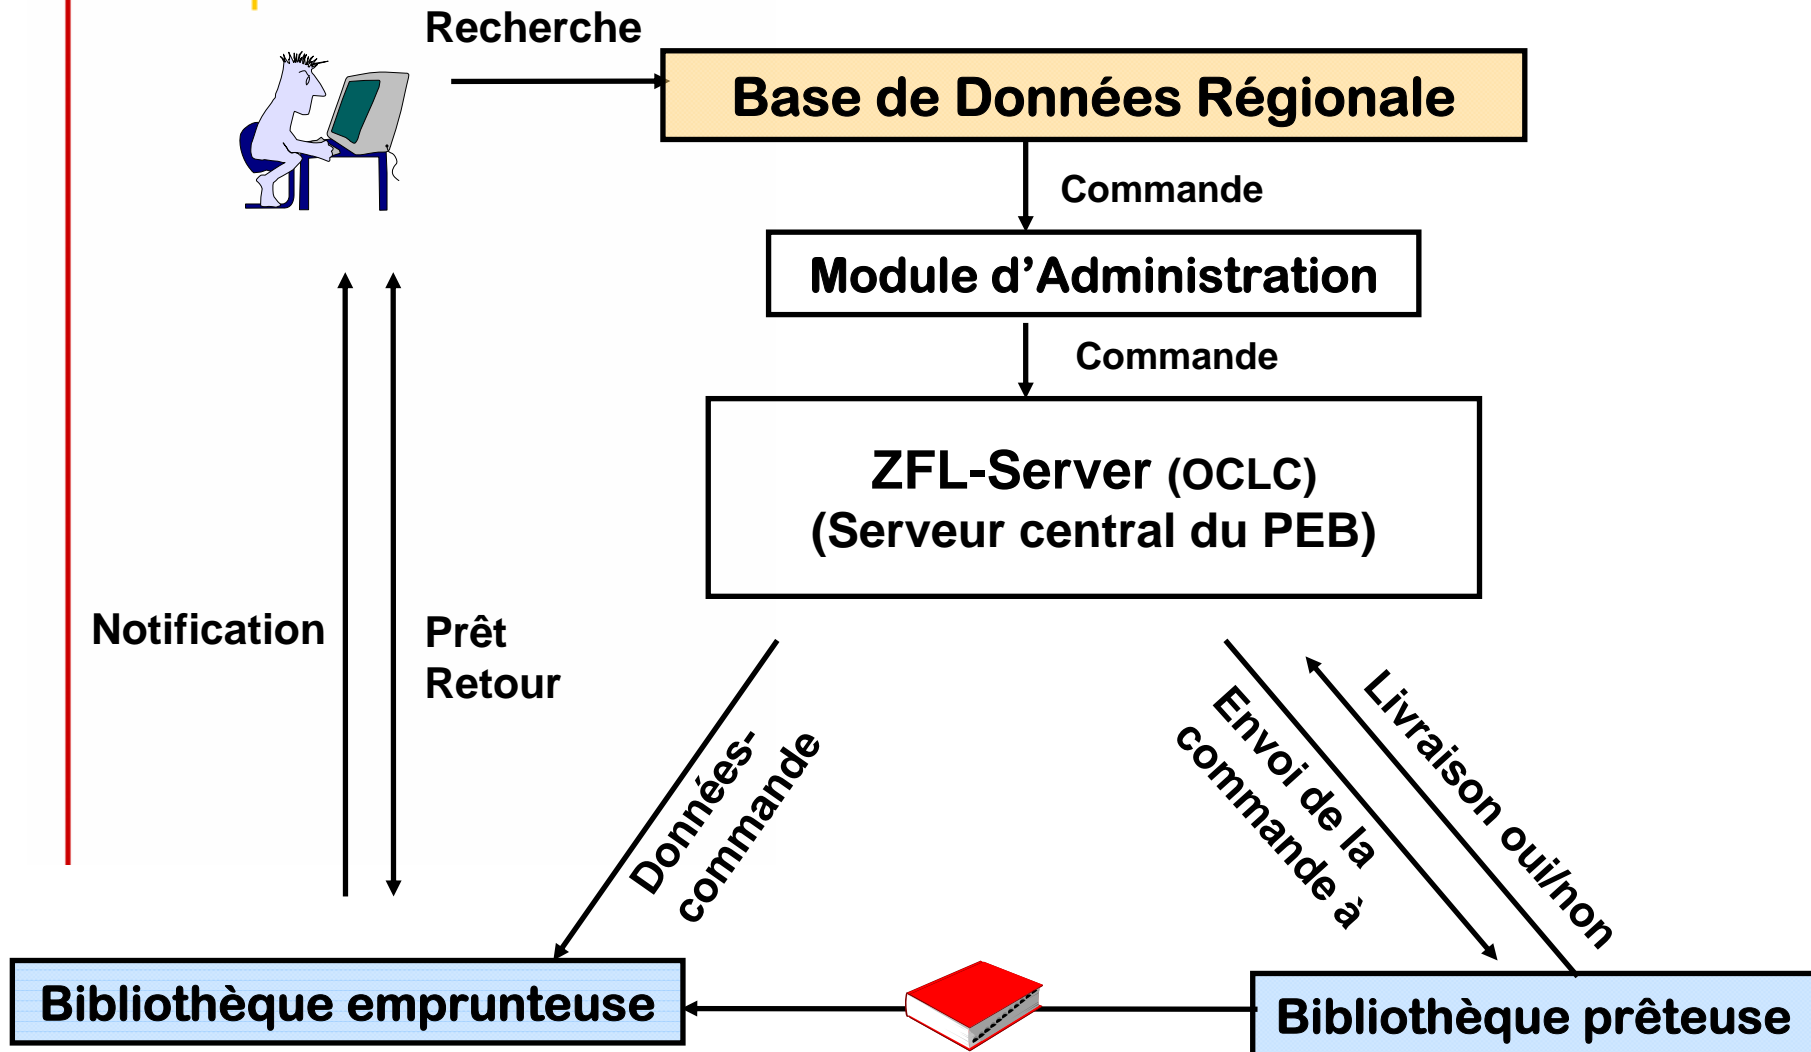 Recherche
Base de Données Régionale
Commande
Module d’Administration
Commande
ZFL-Server (OCLC)
(Serveur central du PEB)
Notification
Prêt
Retour
Données-
commande
Envoi de la
commande à
Livraison oui/non
Bibliothèque emprunteuse
Bibliothèque prêteuse